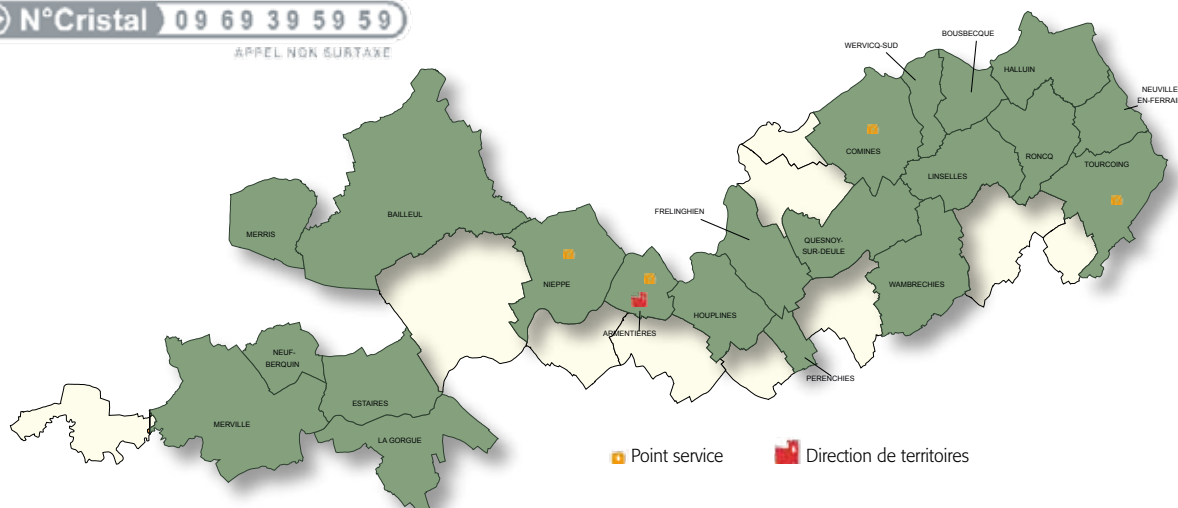 N°Cristal 09 69 39 59 59
APPEL NON SURTAXE
BOUSBECQUE
WERVICQ-SUD
HALLUIN
NEUVILLE
EN-FERRAI
COMINES
RONCQ
TOURCOING
LINSELLES
FRELINGHIEN
BAILLEUL
MERRIS
QUESNOY-
SUR-DEULE
NIEPPE
WAMBRECHIES
HOUPLINES
ARMENTIERES
NEUF-
BERQUIN
PERENCHIES
ESTAIRES
MERVILLE
LA GORGUE
Point service
Direction de territoires